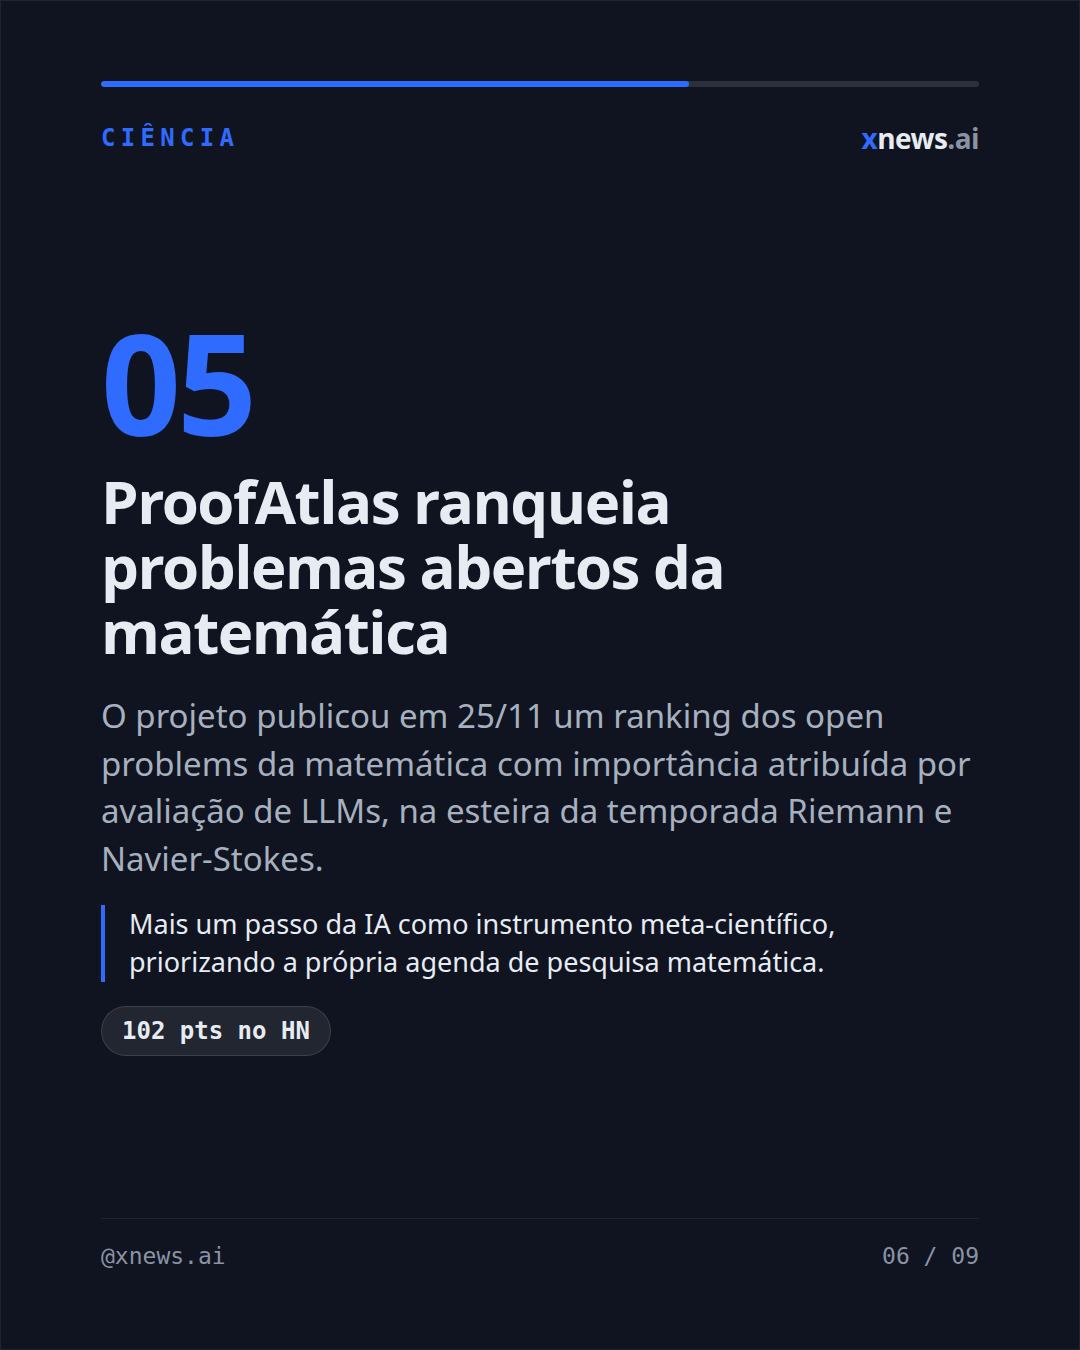 CIÊNCIA
xnews.ai
05
ProofAtlas ranqueia
problemas abertos da
matemática
O projeto publicou em 25/11 um ranking dos open
problems da matemática com importância atribuída por
avaliação de LLMs, na esteira da temporada Riemann e
Navier-Stokes.
Mais um passo da IA como instrumento meta-científico,
priorizando a própria agenda de pesquisa matemática.
102 pts no HN
@xnews.ai
06 / 09